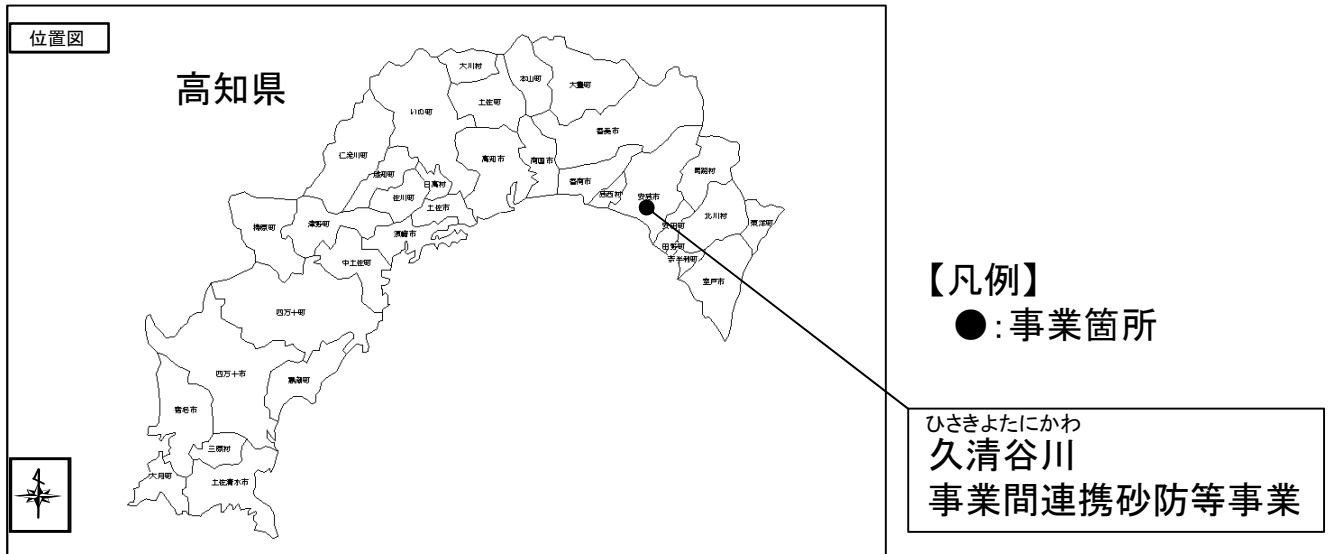 位置図
高知県
大川村
本山町
大豊町
いの町
土佐町
香美市
仁淀川町
高知市
南国市
馬路村
越知町
日高村
香南市
芸西村
安芸市
佐川町
土佐市
北川村
東洋町
梼原町
津野町
須崎市
安田町
田野町
奈半利町
中土佐町
室戸市
四万十町
四万十市
黒潮町
宿毛市
三原村
大月町
土佐清水市
【凡例】
●:事業箇所
ひさきよたにかわ
久清谷川
事業間連携砂防等事業